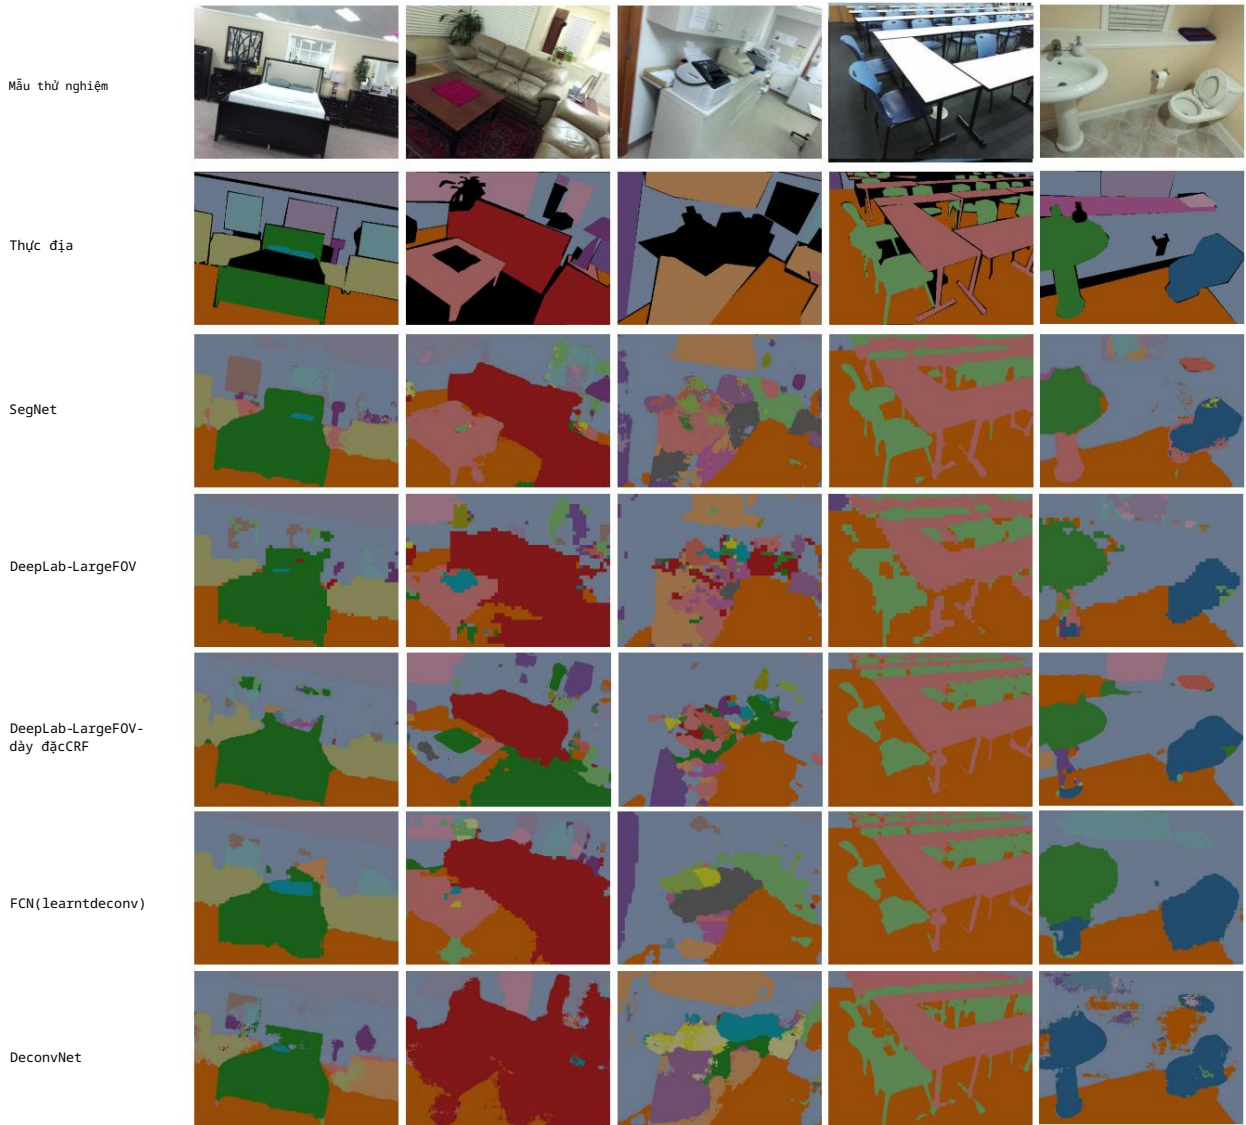 Mẫu thử nghiệm
Thực địa
SegNet
DeepLab-LargeFOV
DeepLab-LargeFOV-
dày đặcCRF
FCN(learntdeconv)
DeconvNet